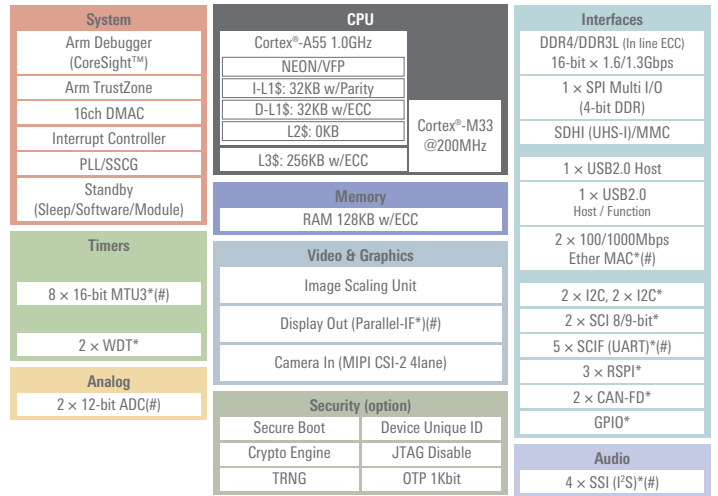 System
Arm Debugger
(CoreSight™)
Arm TrustZone
16ch DMAC
Interrupt Controller
PLL/SSCG
Standby
(Sleep/Software/Module)
Timers
8 × 16-bit MTU3*(#)
2 × WDT*
Analog
2 × 12-bit ADC(#)
CPU
Cortex®-A55 1.0GHz
NEON/VFP
I-L1$: 32KB w/Parity
D-L1$: 32KB w/ECC
L2$: 0KB
L3$: 256KB w/ECC
Cortex®-M33
@200MHz
Memory
RAM 128KB w/ECC
Video & Graphics
Image Scaling Unit
Display Out (Parallel-IF*)(#)
Camera In (MIPI CSI-2 4lane)
Security (option)
Secure Boot
Device Unique ID
Crypto Engine
JTAG Disable
TRNG
OTP 1Kbit
Interfaces
DDR4/DDR3L (In line ECC)
16-bit × 1.6/1.3Gbps
1 × SPI Multi I/O
(4-bit DDR)
SDHI (UHS-I)/MMC
1 × USB2.0 Host
1 × USB2.0
Host / Function
2 × 100/1000Mbps
Ether MAC*(#)
2 × I2C, 2 × I2C*
2 × SCI 8/9-bit*
5 × SCIF (UART)*(#)
3 × RSPI*
2 × CAN-FD*
GPIO*
Audio
4 × SSI (I²S)*(#)